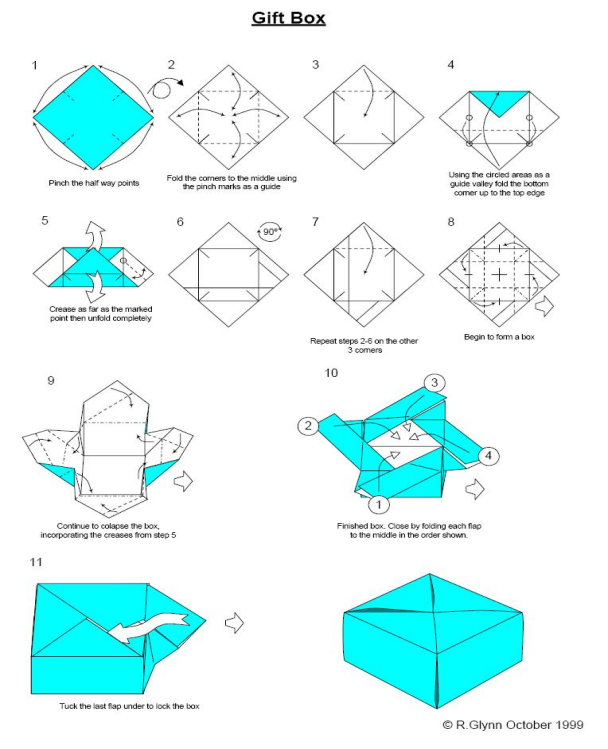 Gift Box
1
2
3
4
Pinch the half way points
Fold the corners to the middle using
the pinch marks as a guide
Using the circled areas as a
guide valley fold the bottom
corner up to the top edge
5
6
90°
7
8
Crease as far as the marked
point then unfold completely
Repeat steps 2-6 on the other
3 corners
Begin to form a box
9
10
3
2
4
1
Continue to colapse the box,
incorporating the creases from step 5
Finished box. Close by folding each flap
to the middle in the order shown.
11
Tuck the last flap under to lock the box
© R.Glynn October 1999